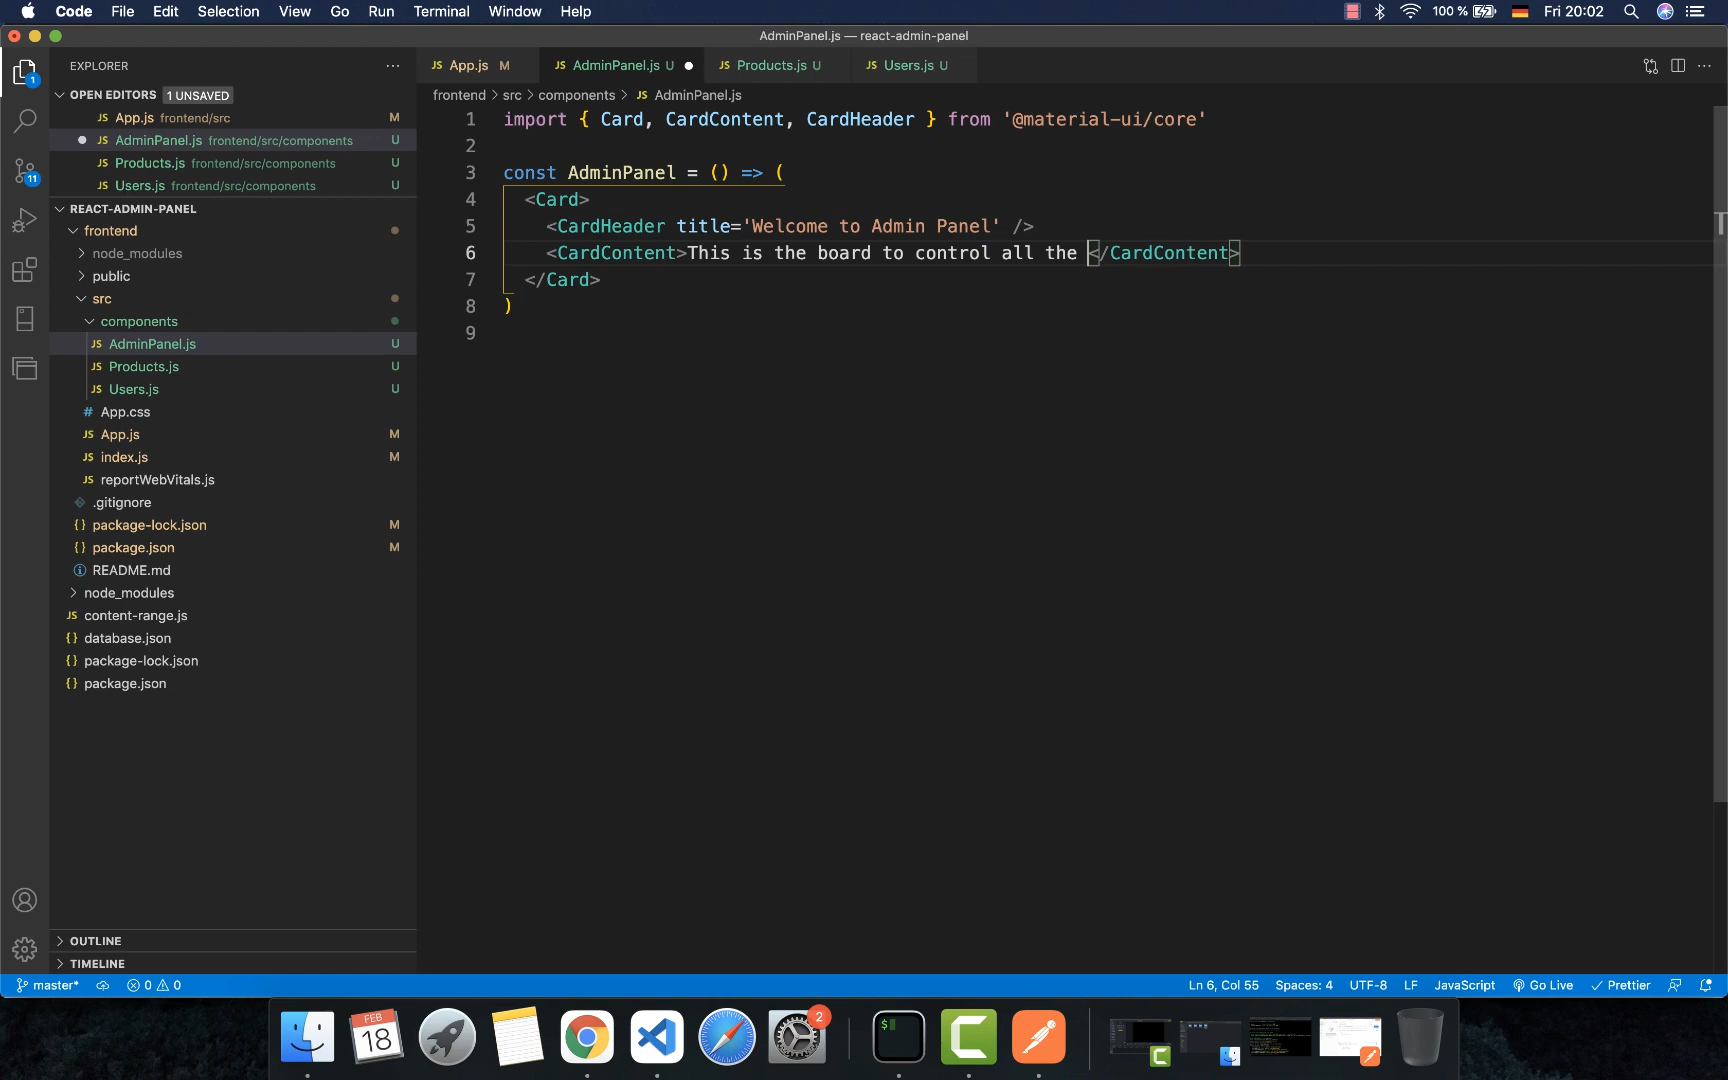 Code File Edit Selection View Go Run Terminal Window Help 100 % Fri 20:02
AdminPanel.js — react-admin-panel
EXPLORER
OPEN EDITORS 1 UNSAVED
JS App.js frontend/src M
JS AdminPanel.js frontend/src/components U
JS Products.js frontend/src/components U
JS Users.js frontend/src/components U
REACT-ADMIN-PANEL
frontend
node_modules
public
src
components
JS AdminPanel.js U
JS Products.js U
JS Users.js U
# App.css
JS App.js M
JS index.js M
JS reportWebVitals.js
.gitignore
{} package-lock.json M
{} package.json M
README.md
node_modules
JS content-range.js
{} database.json
{} package-lock.json
{} package.json
OUTLINE
TIMELINE
1
11
JS App.js M JS AdminPanel.js U JS Products.js U JS Users.js U
frontend > src > components > JS AdminPanel.js
1 import { Card, CardContent, CardHeader } from '@material-ui/core'
2
3 const AdminPanel = () => (
4 <Card>
5 <CardHeader title='Welcome to Admin Panel' />
6 <CardContent>This is the board to control all the </CardContent>
7 </Card>
8 )
9
master* 0 0 Ln 6, Col 55 Spaces: 4 UTF-8 LF JavaScript Go Live Prettier
FEB
18
2